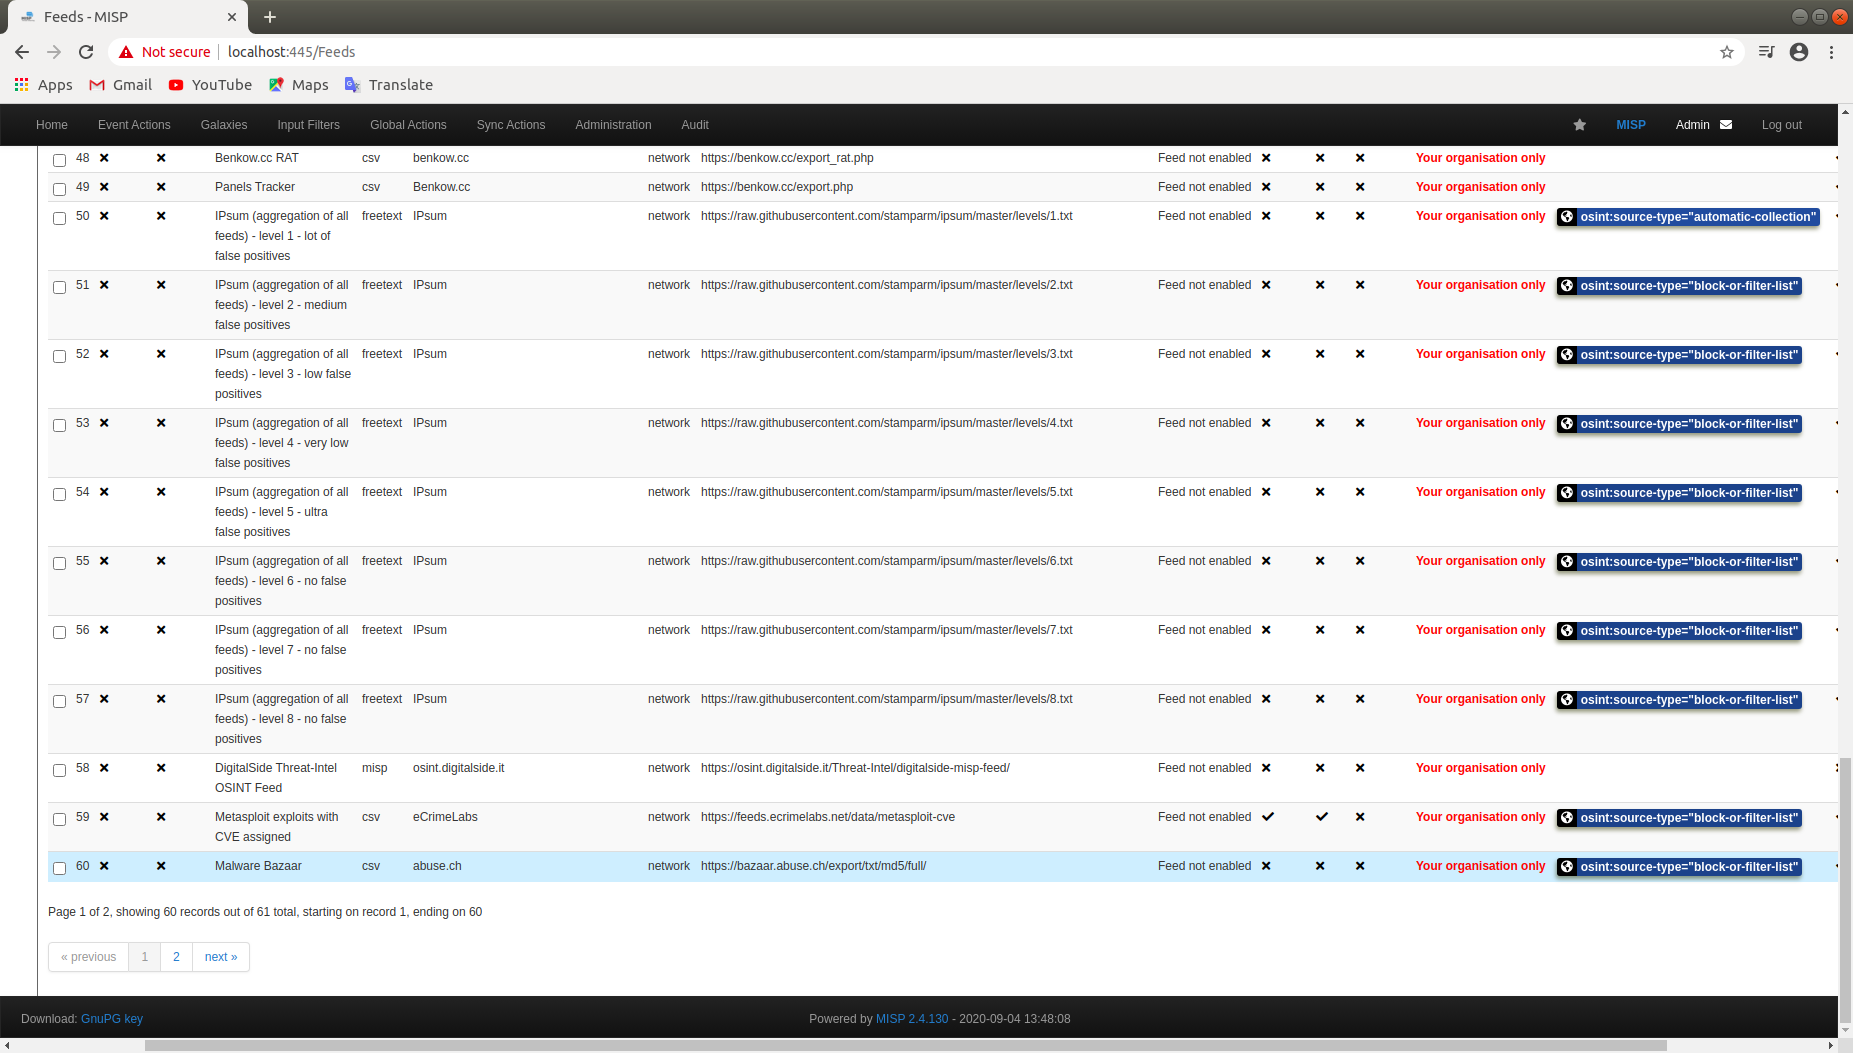 Feeds - MISP
Not secure localhost:445/Feeds
Apps Gmail YouTube Maps Translate
Home Event Actions Galaxies Input Filters Global Actions Sync Actions Administration Audit MISP Admin Log out
48 Benkow.cc RAT csv benkow.cc network https://benkow.cc/export_rat.php Feed not enabled Your organisation only
49 Panels Tracker csv Benkow.cc network https://benkow.cc/export.php Feed not enabled Your organisation only
50 IPsum (aggregation of all freetext IPsum network https://raw.githubusercontent.com/stamparm/ipsum/master/levels/1.txt Feed not enabled Your organisation only osint:source-type="automatic-collection"
feeds) - level 1 - lot of
false positives
51 IPsum (aggregation of all freetext IPsum network https://raw.githubusercontent.com/stamparm/ipsum/master/levels/2.txt Feed not enabled Your organisation only osint:source-type="block-or-filter-list"
feeds) - level 2 - medium
false positives
52 IPsum (aggregation of all freetext IPsum network https://raw.githubusercontent.com/stamparm/ipsum/master/levels/3.txt Feed not enabled Your organisation only osint:source-type="block-or-filter-list"
feeds) - level 3 - low false
positives
53 IPsum (aggregation of all freetext IPsum network https://raw.githubusercontent.com/stamparm/ipsum/master/levels/4.txt Feed not enabled Your organisation only osint:source-type="block-or-filter-list"
feeds) - level 4 - very low
false positives
54 IPsum (aggregation of all freetext IPsum network https://raw.githubusercontent.com/stamparm/ipsum/master/levels/5.txt Feed not enabled Your organisation only osint:source-type="block-or-filter-list"
feeds) - level 5 - ultra
false positives
55 IPsum (aggregation of all freetext IPsum network https://raw.githubusercontent.com/stamparm/ipsum/master/levels/6.txt Feed not enabled Your organisation only osint:source-type="block-or-filter-list"
feeds) - level 6 - no false
positives
56 IPsum (aggregation of all freetext IPsum network https://raw.githubusercontent.com/stamparm/ipsum/master/levels/7.txt Feed not enabled Your organisation only osint:source-type="block-or-filter-list"
feeds) - level 7 - no false
positives
57 IPsum (aggregation of all freetext IPsum network https://raw.githubusercontent.com/stamparm/ipsum/master/levels/8.txt Feed not enabled Your organisation only osint:source-type="block-or-filter-list"
feeds) - level 8 - no false
positives
58 DigitalSide Threat-Intel misp osint.digitalside.it network https://osint.digitalside.it/Threat-Intel/digitalside-misp-feed/ Feed not enabled Your organisation only
OSINT Feed
59 Metasploit exploits with csv eCrimeLabs network https://feeds.ecrimelabs.net/data/metasploit-cve Feed not enabled Your organisation only osint:source-type="block-or-filter-list"
CVE assigned
60 Malware Bazaar csv abuse.ch network https://bazaar.abuse.ch/export/txt/md5/full/ Feed not enabled Your organisation only osint:source-type="block-or-filter-list"
Page 1 of 2, showing 60 records out of 61 total, starting on record 1, ending on 60
« previous 1 2 next »
Download: GnuPG key Powered by MISP 2.4.130 - 2020-09-04 13:48:08